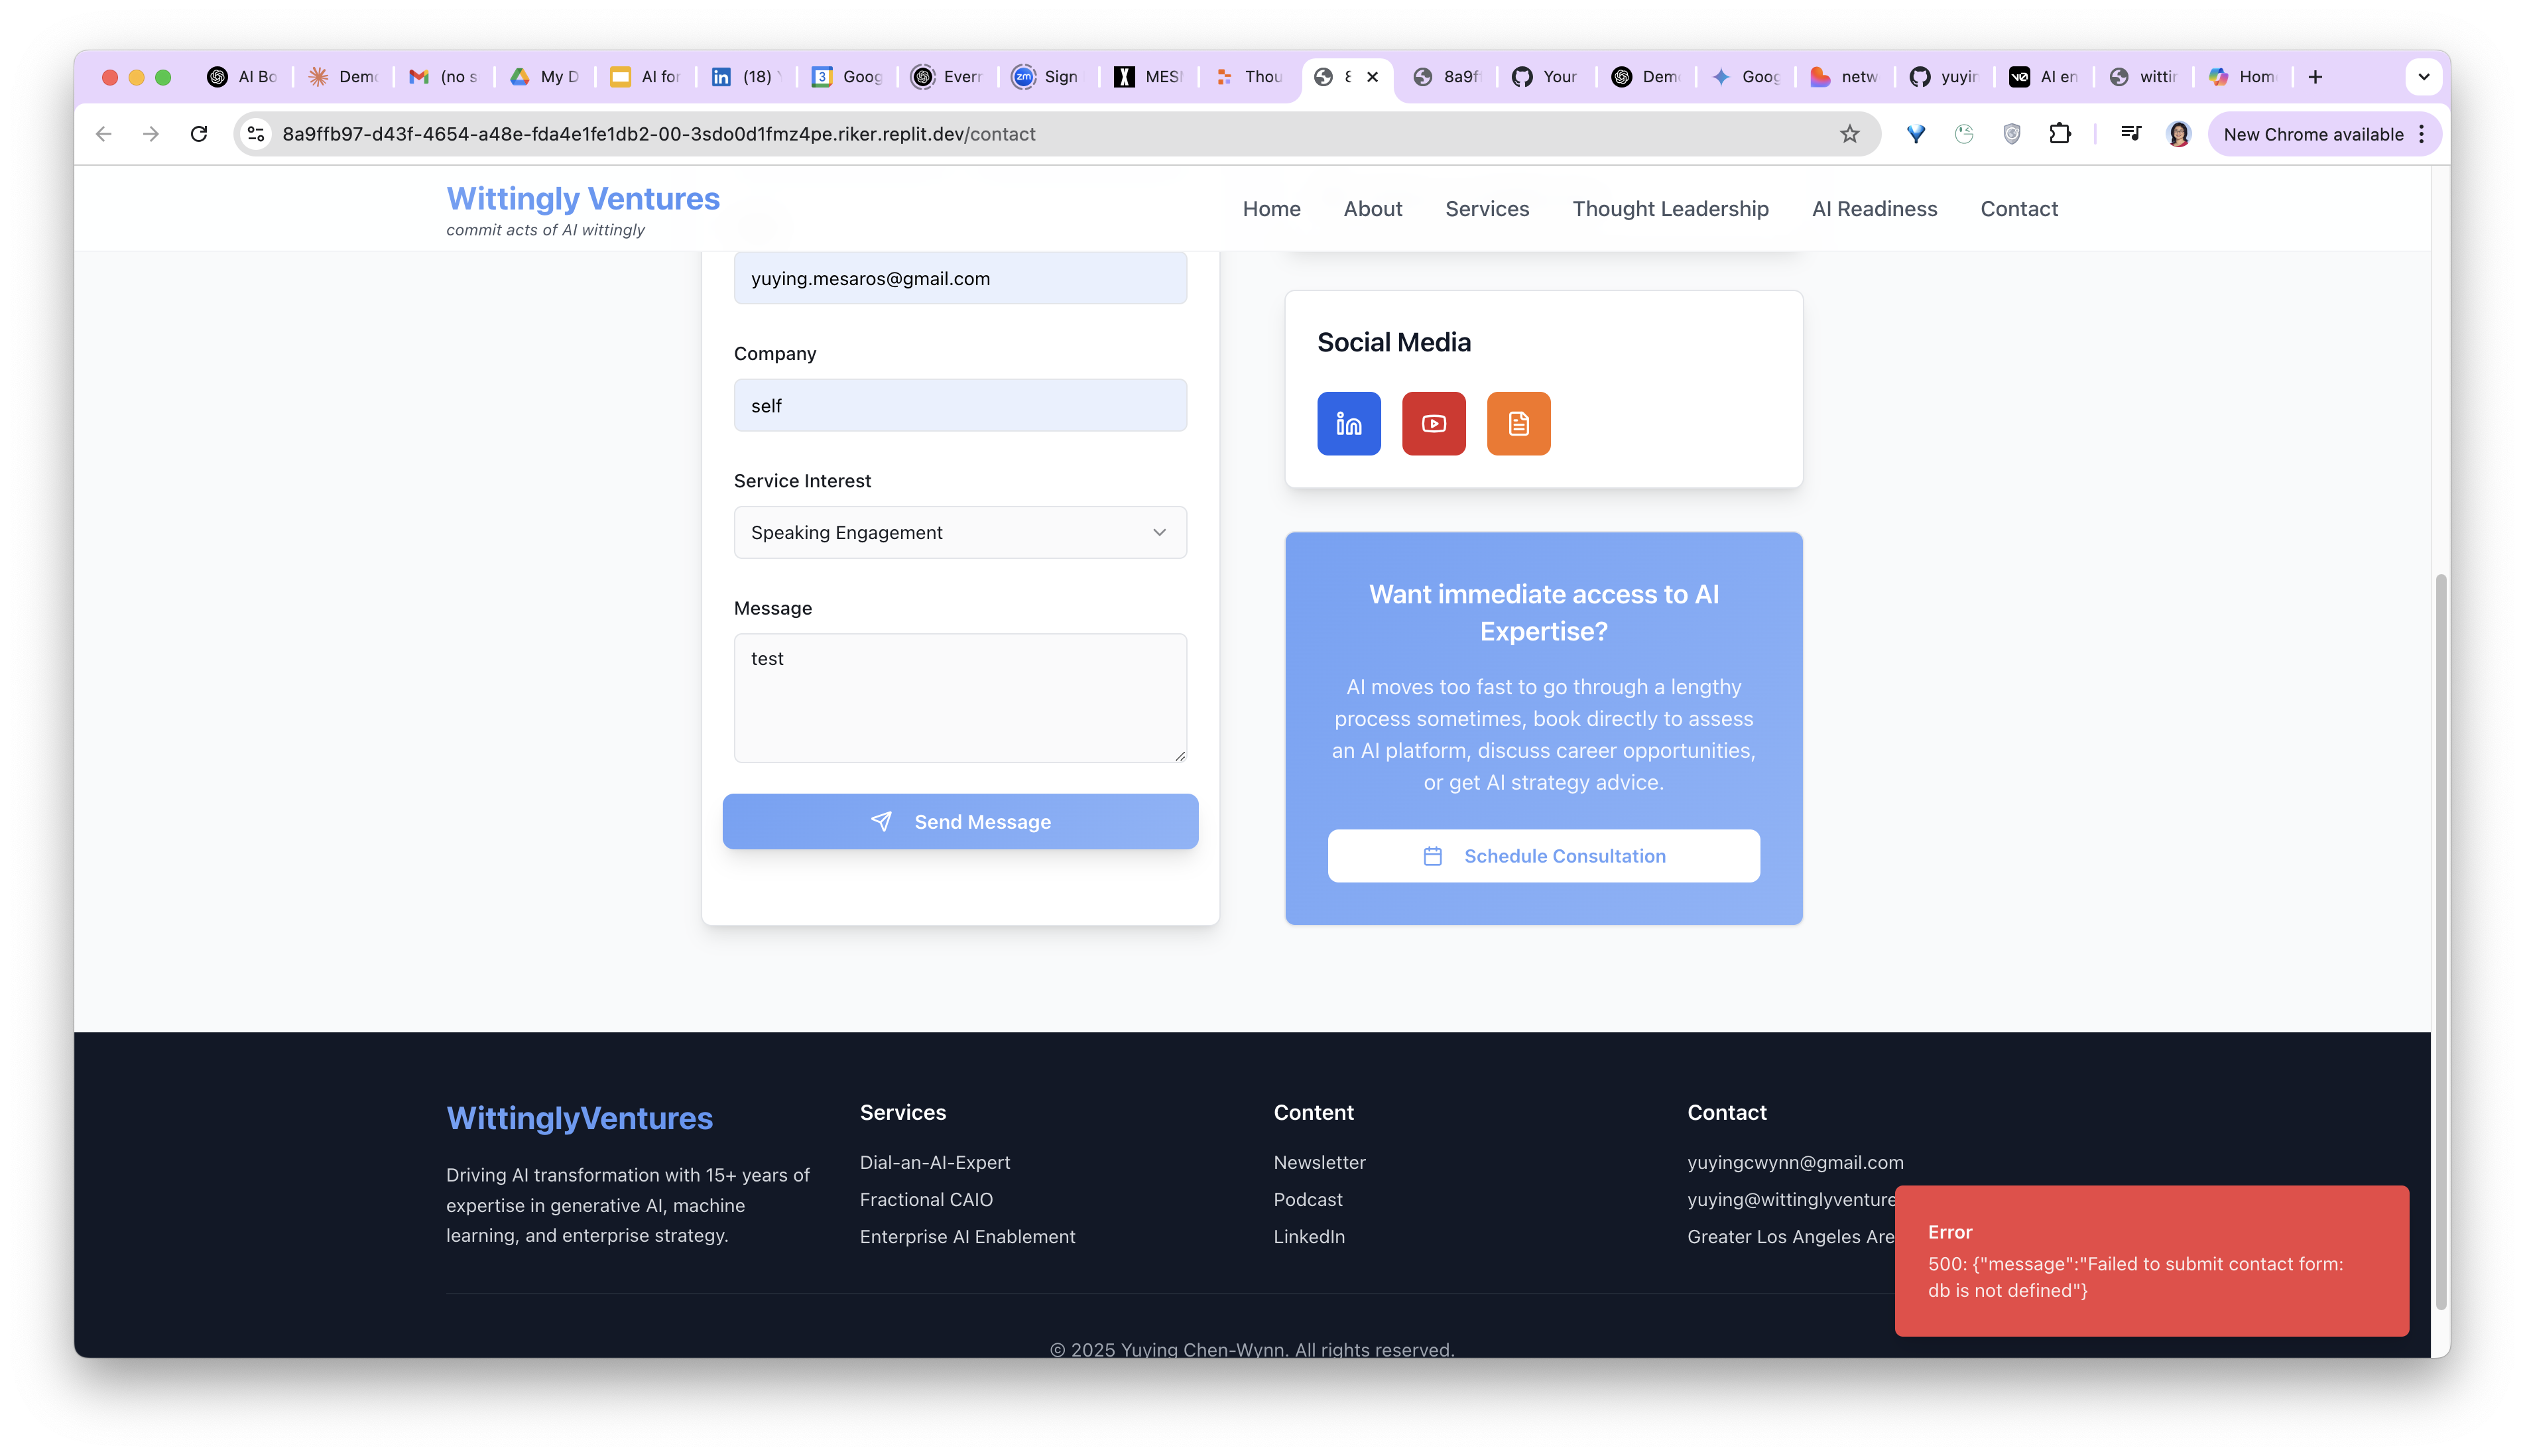 AI Bo
Demo
(no s
My D
AI for
(18)
Goog
Everr
zm Sign
MES
Thou
8a9f
Your
Dem
Goog
netw
yuyin
v0 AI en
wittin
Hom
8a9ffb97-d43f-4654-a48e-fda4e1fe1db2-00-3sdo0d1fmz4pe.riker.replit.dev/contact
New Chrome available
Wittingly Ventures
commit acts of AI wittingly
Home
About
Services
Thought Leadership
AI Readiness
Contact
yuying.mesaros@gmail.com
Company
self
Service Interest
Speaking Engagement
Message
test
Send Message
Social Media
in
Want immediate access to AI
Expertise?
AI moves too fast to go through a lengthy
process sometimes, book directly to assess
an AI platform, discuss career opportunities,
or get AI strategy advice.
Schedule Consultation
WittinglyVentures
Driving AI transformation with 15+ years of
expertise in generative AI, machine
learning, and enterprise strategy.
Services
Dial-an-AI-Expert
Fractional CAIO
Enterprise AI Enablement
Content
Newsletter
Podcast
LinkedIn
Contact
yuyingcwynn@gmail.com
yuying@wittinglyventure
Greater Los Angeles Are
Error
500: {"message":"Failed to submit contact form:
db is not defined"}
© 2025 Yuying Chen-Wynn. All rights reserved.